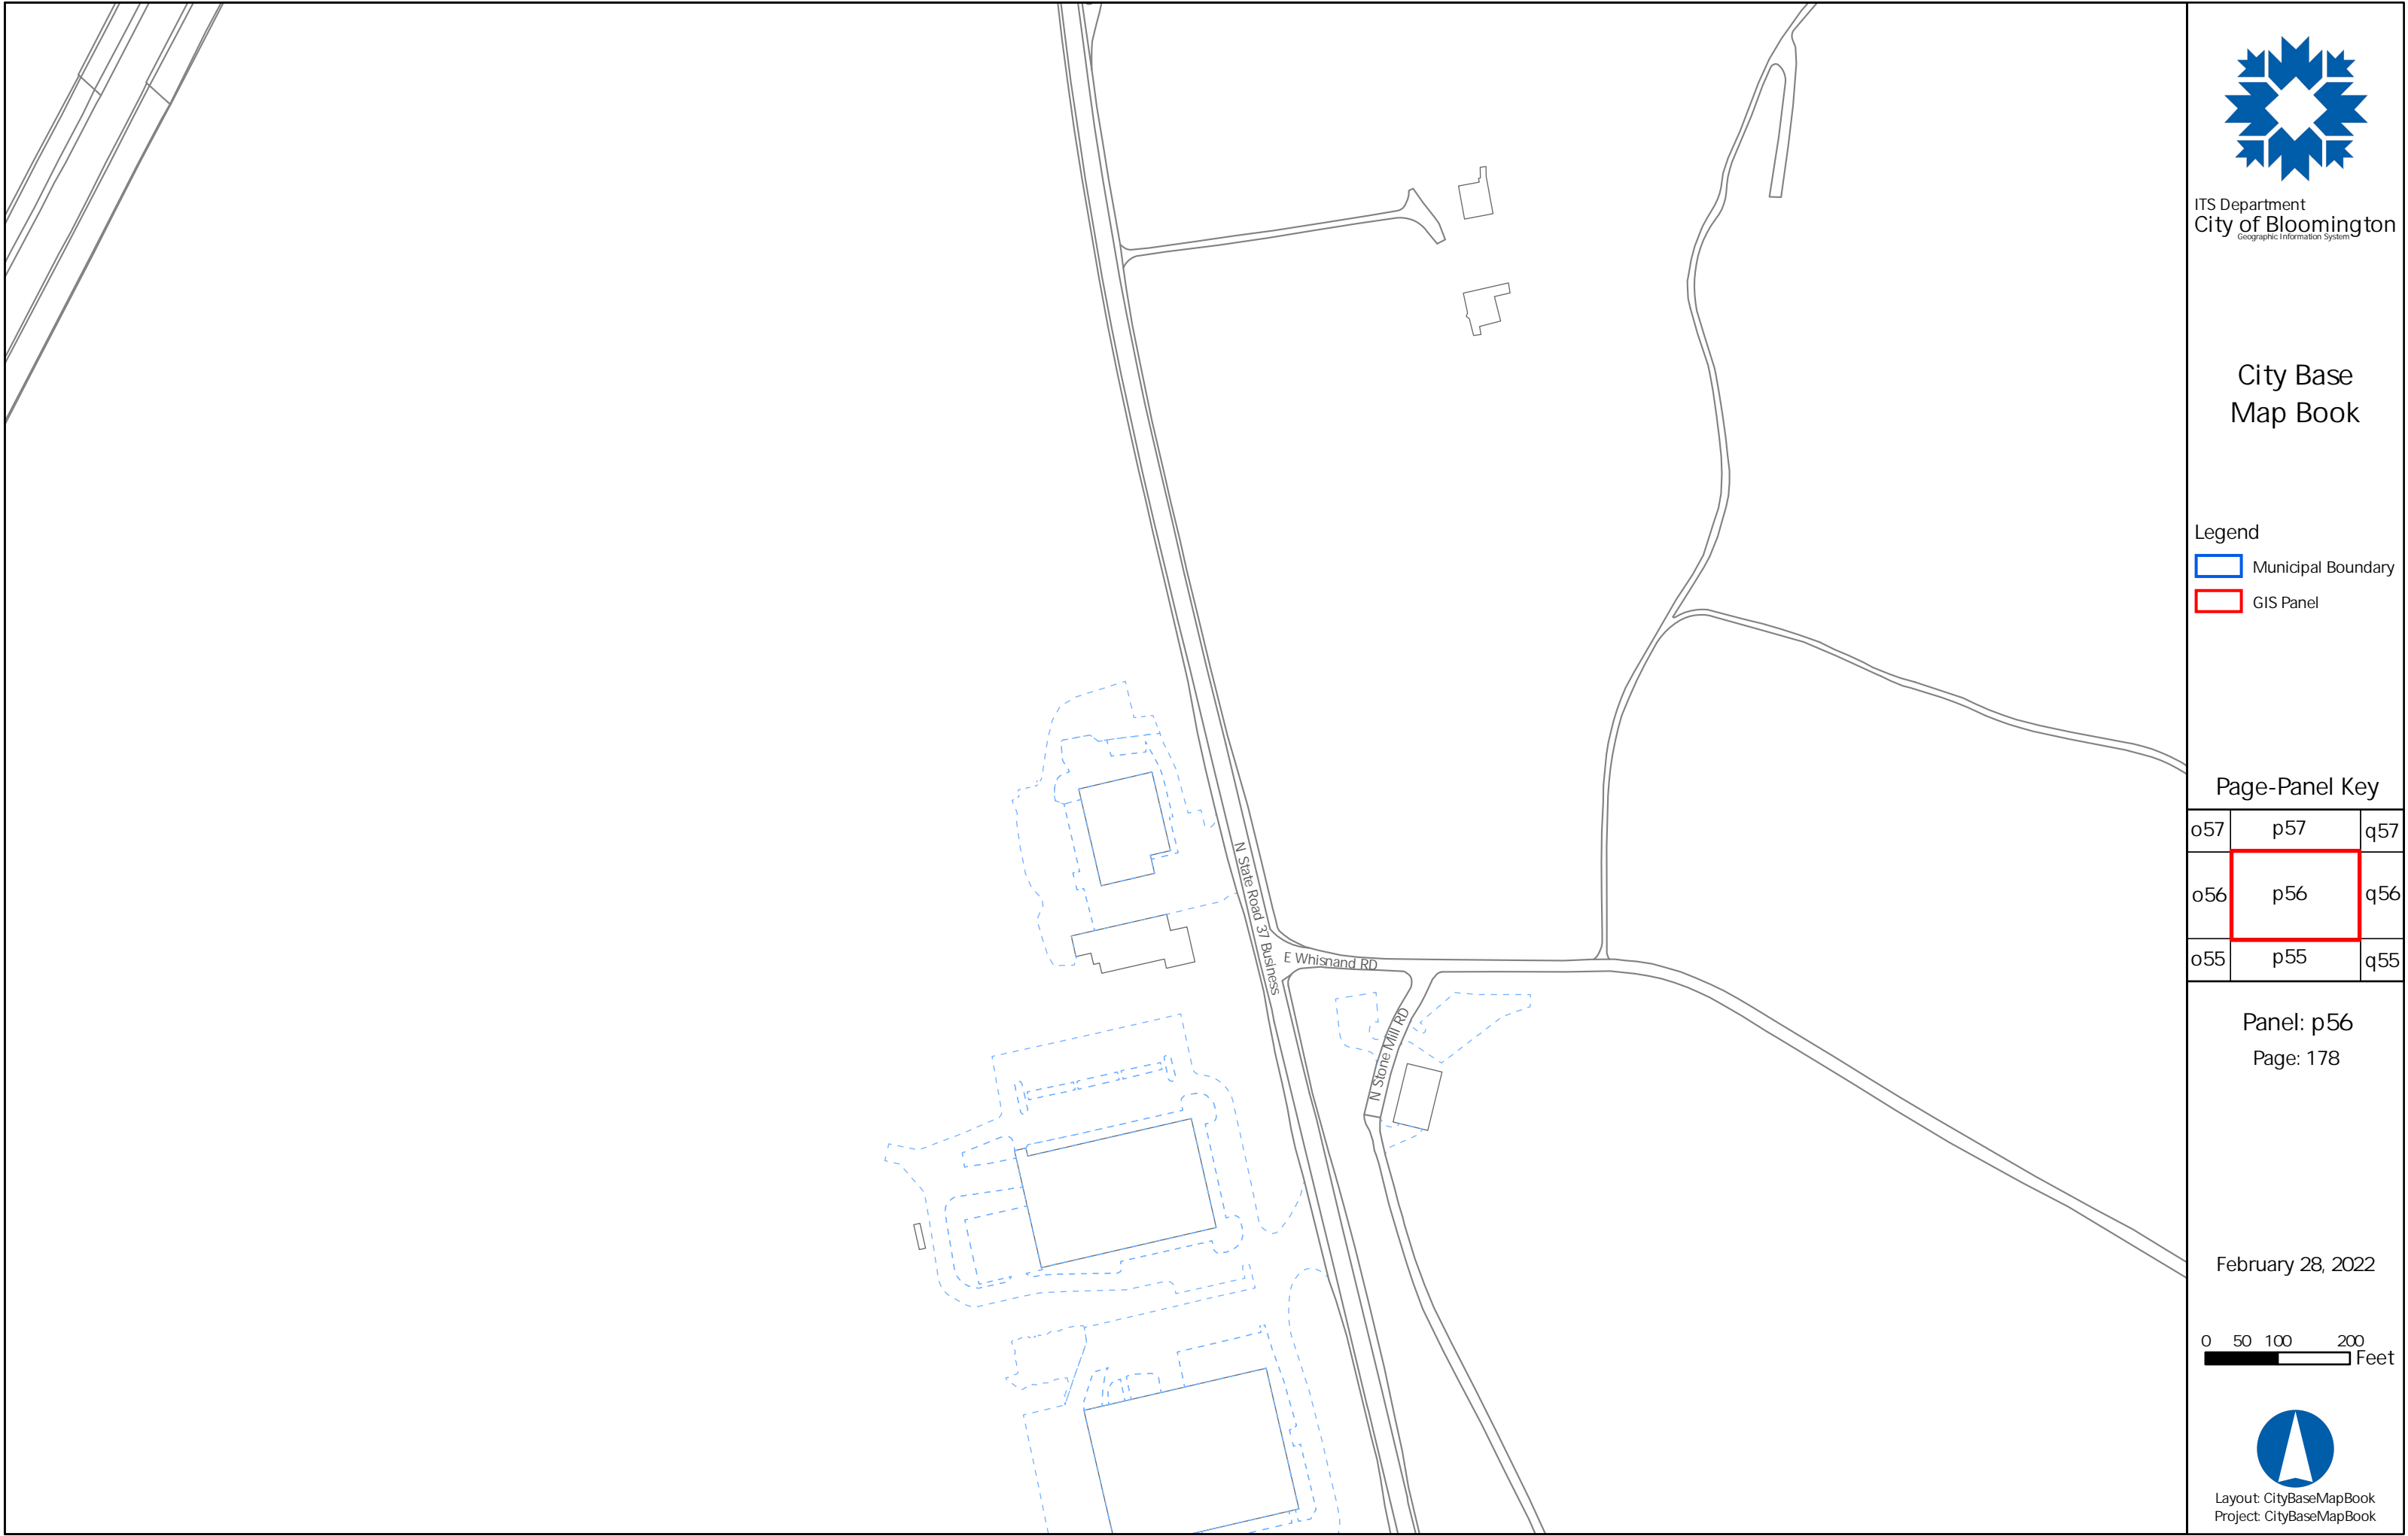 N State Road 37 Business
E Whisnand RD
N Stone Mill RD
ITS Department
City of Bloomington
Geographic Information System
City Base
Map Book
Legend
Municipal Boundary
GIS Panel
Page-Panel Key
o57 p57 q57
o56 p56 q56
o55 p55 q55
Panel: p56
Page: 178
February 28, 2022
0 50 100 200
Feet
Layout: CityBaseMapBook
Project: CityBaseMapBook